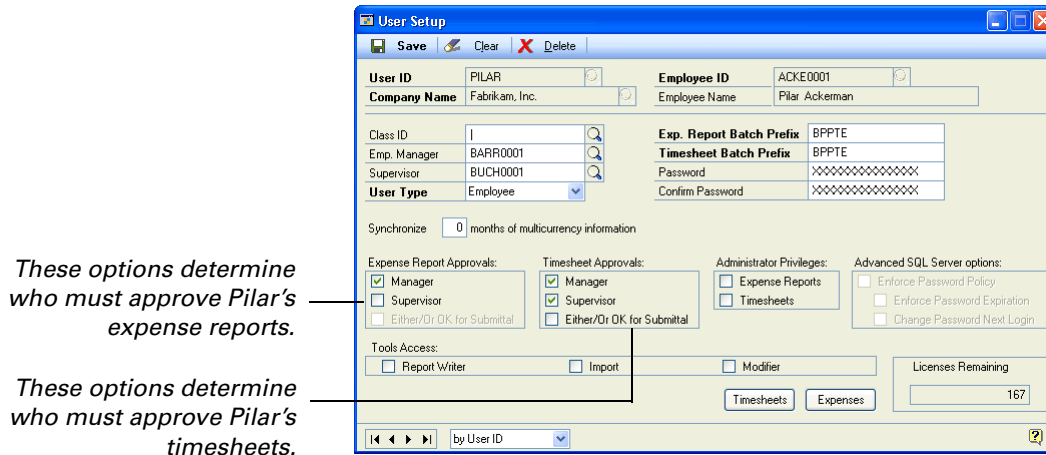 User Setup
Save Clear Delete
User ID PILAR Employee ID ACKE0001
Company Name Fabrikam, Inc. Employee Name Pilar Ackerman
Class ID Exp. Report Batch Prefix BPPTE
Emp. Manager BARR0001 Timesheet Batch Prefix BPPTE
Supervisor BUCH0001 Password XXXXXXXXXXXXXX
User Type Employee Confirm Password XXXXXXXXXXXXXX
Synchronize 0 months of multicurrency information
Expense Report Approvals: Timesheet Approvals: Administrator Privileges: Advanced SQL Server options:
Manager Manager Expense Reports Enforce Password Policy
Supervisor Supervisor Timesheets Enforce Password Expiration
Either/Or OK for Submittal Either/Or OK for Submittal Change Password Next Login
Tools Access:
Report Writer Import Modifier Licenses Remaining
Timesheets Expenses 167
by User ID
These options determine
who must approve Pilar's
expense reports.
These options determine
who must approve Pilar's
timesheets.